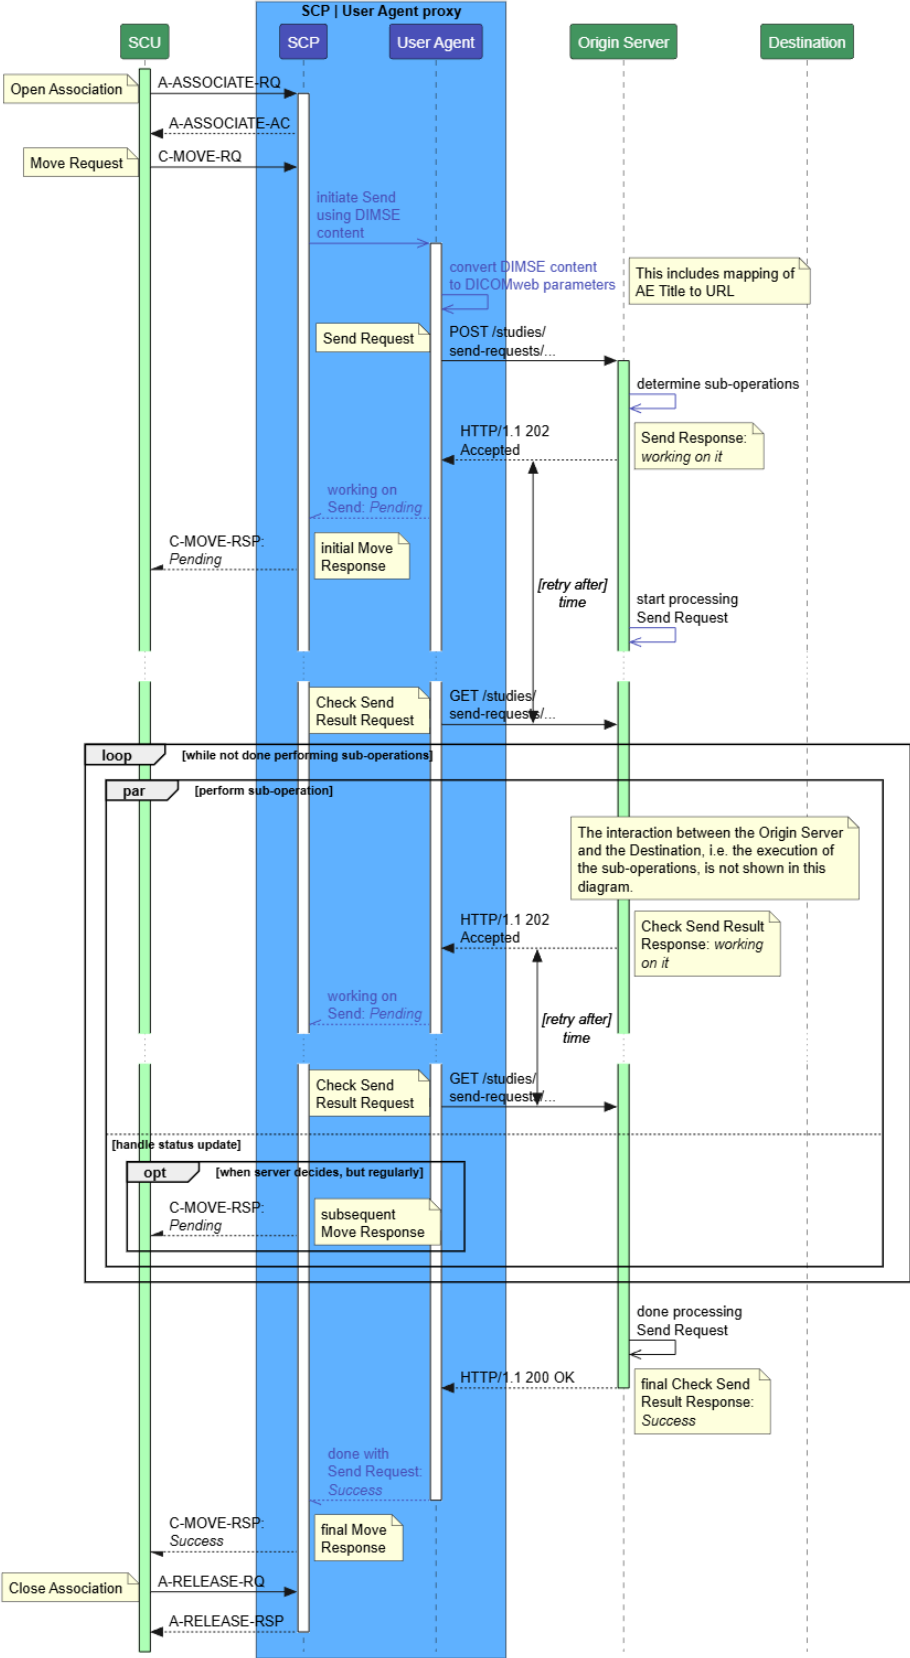 SCP | User Agent proxy
SCU
SCP
User Agent
Origin Server
Destination
Open Association
A-ASSOCIATE-RQ
A-ASSOCIATE-AC
Move Request
C-MOVE-RQ
initiate Send
using DIMSE
content
convert DIMSE content
to DICOMweb parameters
This includes mapping of
AE Title to URL
Send Request
POST /studies/
send-requests/...
determine sub-operations
HTTP/1.1 202
Accepted
Send Response:
working on it
working on
Send: Pending
C-MOVE-RSP:
Pending
initial Move
Response
[retry after]
time
start processing
Send Request
Check Send
Result Request
GET /studies/
send-requests/...
loop
[while not done performing sub-operations]
par
[perform sub-operation]
The interaction between the Origin Server
and the Destination, i.e. the execution of
the sub-operations, is not shown in this
diagram.
HTTP/1.1 202
Accepted
Check Send Result
Response: working
on it
working on
Send: Pending
[retry after]
time
Check Send
Result Request
GET /studies/
send-requests/...
[handle status update]
opt
[when server decides, but regularly]
C-MOVE-RSP:
Pending
subsequent
Move Response
done processing
Send Request
HTTP/1.1 200 OK
final Check Send
Result Response:
Success
done with
Send Request:
Success
C-MOVE-RSP:
Success
final Move
Response
Close Association
A-RELEASE-RQ
A-RELEASE-RSP